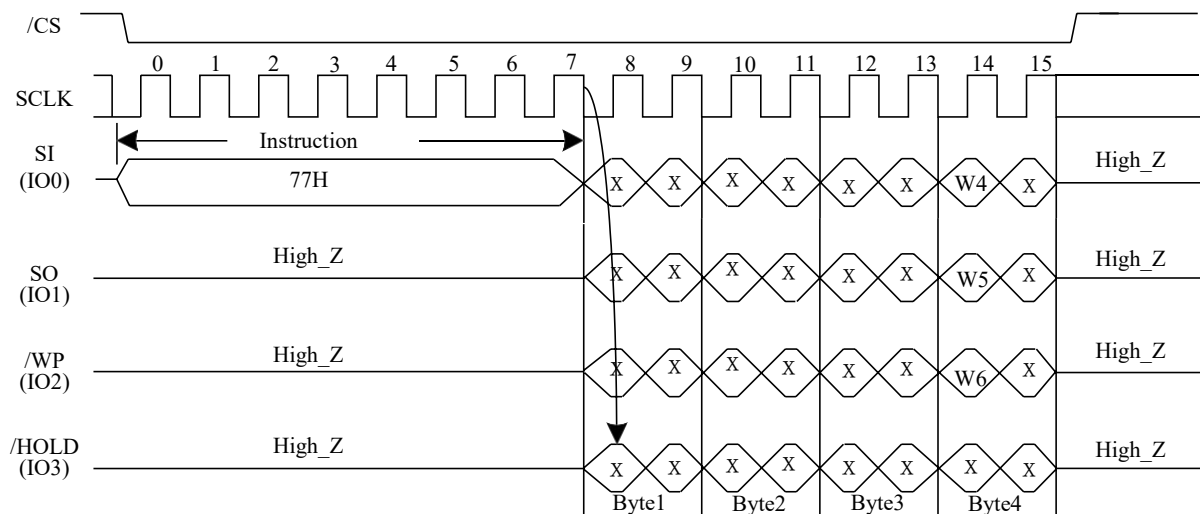 /CS
0 1 2 3 4 5 6 7 8 9 10 11 12 13 14 15
SCLK
Instruction
SI
(IO0)
77H
X X X X X X W4 X
High_Z
SO
(IO1)
High_Z
X X X X X X W5 X
High_Z
/WP
(IO2)
High_Z
X X X X X X W6 X
High_Z
/HOLD
(IO3)
High_Z
X X X X X X X X
High_Z
Byte1 Byte2 Byte3 Byte4